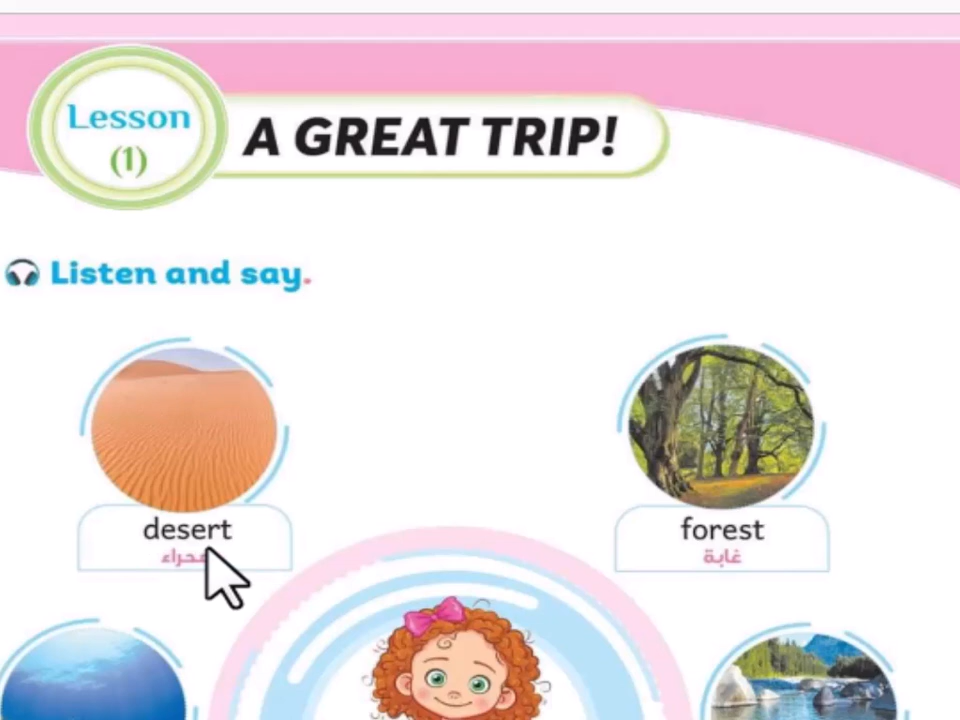 Lesson
(1)
A GREAT TRIP!
Listen and say.
desert
forest
غابة